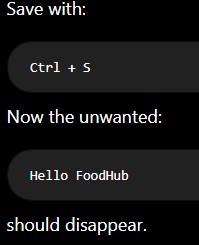 Save with:
Ctrl + S
Now the unwanted:
Hello FoodHub
should disappear.